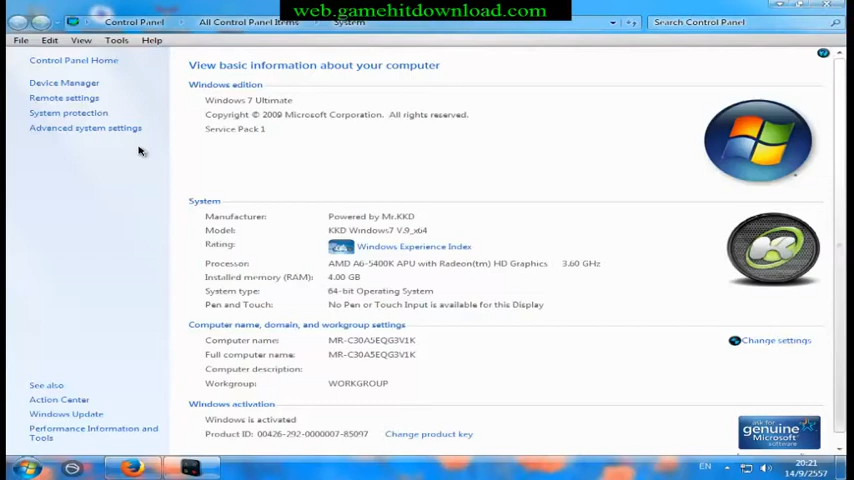 web.gamehitdownload.com
Control Panel
All Control Panel Items
System
Search Control Panel
File Edit View Tools Help
Control Panel Home
Device Manager
Remote settings
System protection
Advanced system settings
View basic information about your computer
Windows edition
Windows 7 Ultimate
Copyright © 2009 Microsoft Corporation. All rights reserved.
Service Pack 1
System
Manufacturer: Powered by Mr.KKD
Model: KKD Windows7 V.9_x64
Rating: Windows Experience Index
Processor: AMD A6-5400K APU with Radeon(tm) HD Graphics 3.60 GHz
Installed memory (RAM): 4.00 GB
System type: 64-bit Operating System
Pen and Touch: No Pen or Touch Input is available for this Display
Computer name, domain, and workgroup settings
Computer name: MR-C30A5EQG3V1K
Change settings
Full computer name: MR-C30A5EQG3V1K
Computer description:
Workgroup: WORKGROUP
Windows activation
Windows is activated
Product ID: 00426-292-0000007-85097 Change product key
See also
Action Center
Windows Update
Performance Information and
Tools
ask for
genuine
Microsoft
software
EN
20:21
14/9/2557